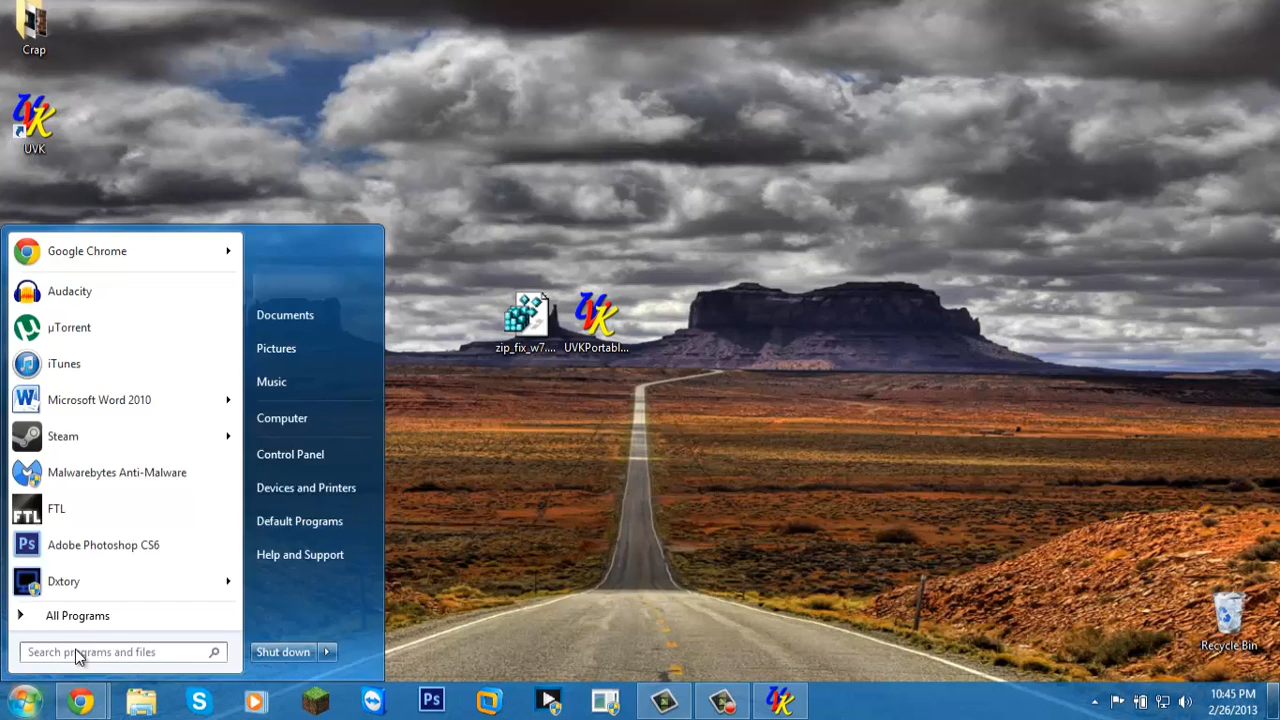 Crap
UVK
Google Chrome
Audacity
µTorrent
iTunes
Microsoft Word 2010
Steam
Malwarebytes Anti-Malware
FTL
Adobe Photoshop CS6
Dxtory
All Programs
Search programs and files
Documents
Pictures
Music
Computer
Control Panel
Devices and Printers
Default Programs
Help and Support
Shut down
zip_fix_w7....
UVKPortabl...
Recycle Bin
Ps
10:45 PM
2/26/2013